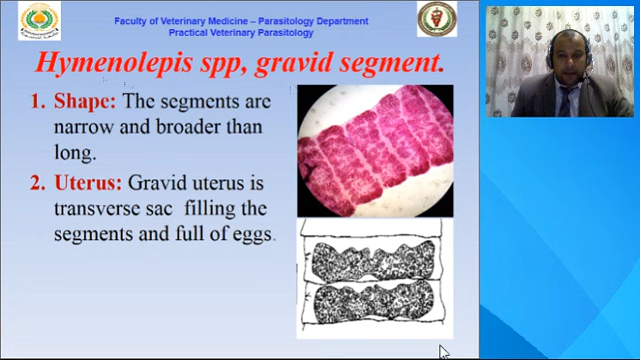 Faculty of Veterinary Medicine – Parasitology Department
Practical Veterinary Parasitology
Hymenolepis spp, gravid segment.
1. Shape: The segments are
narrow and broader than
long.
2. Uterus: Gravid uterus is
transverse sac filling the
segments and full of eggs.